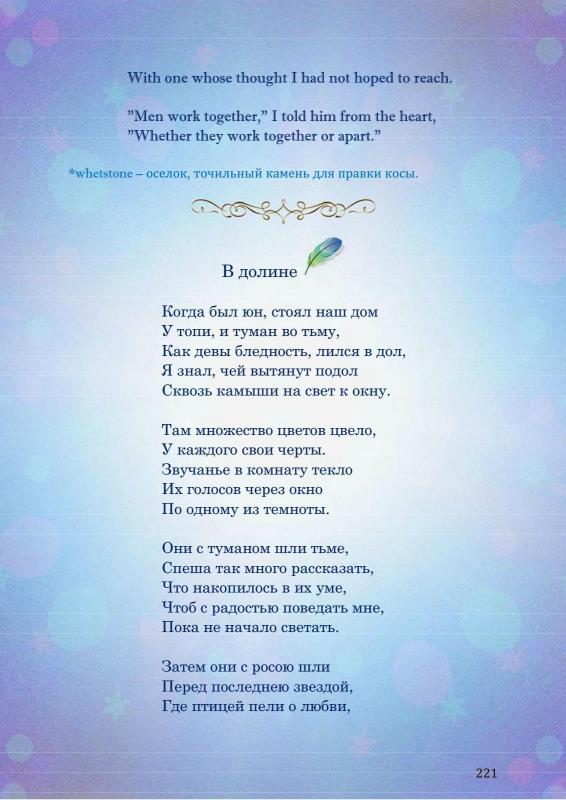 With one whose thought I had not hoped to reach.
”Men work together,” I told him from the heart,
”Whether they work together or apart.”
*whetstone – оселок, точильный камень для правки косы.
В долине
Когда был юн, стоял наш дом
У топи, и туман во тьму,
Как девы бледность, лился в дол,
Я знал, чей вытянут подол
Сквозь камыши на свет к окну.
Там множество цветов цвело,
У каждого свои черты.
Звучанье в комнату текло
Их голосов через окно
По одному из темноты.
Они с туманом шли тьме,
Спеша так много рассказать,
Что накопилось в их уме,
Чтоб с радостью поведать мне,
Пока не начало светать.
Затем они с росою шли
Перед последнею звездой,
Где птицей пели о любви,
221